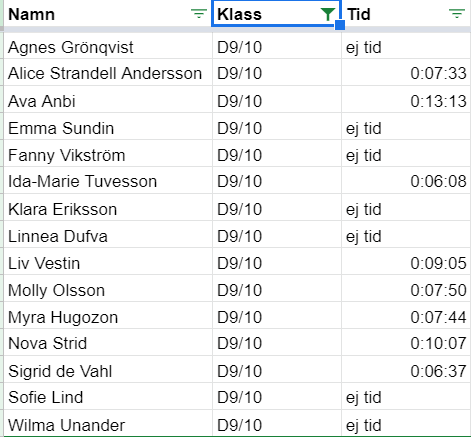 Namn Klass Tid
Agnes Grönqvist D9/10 ej tid
Alice Strandell Andersson D9/10 0:07:33
Ava Anbi D9/10 0:13:13
Emma Sundin D9/10 ej tid
Fanny Vikström D9/10 ej tid
Ida-Marie Tuvesson D9/10 0:06:08
Klara Eriksson D9/10 ej tid
Linnea Dufva D9/10 ej tid
Liv Vestin D9/10 0:09:05
Molly Olsson D9/10 0:07:50
Myra Hugozon D9/10 0:07:44
Nova Strid D9/10 0:10:07
Sigrid de Vahl D9/10 0:06:37
Sofie Lind D9/10 ej tid
Wilma Unander D9/10 ej tid